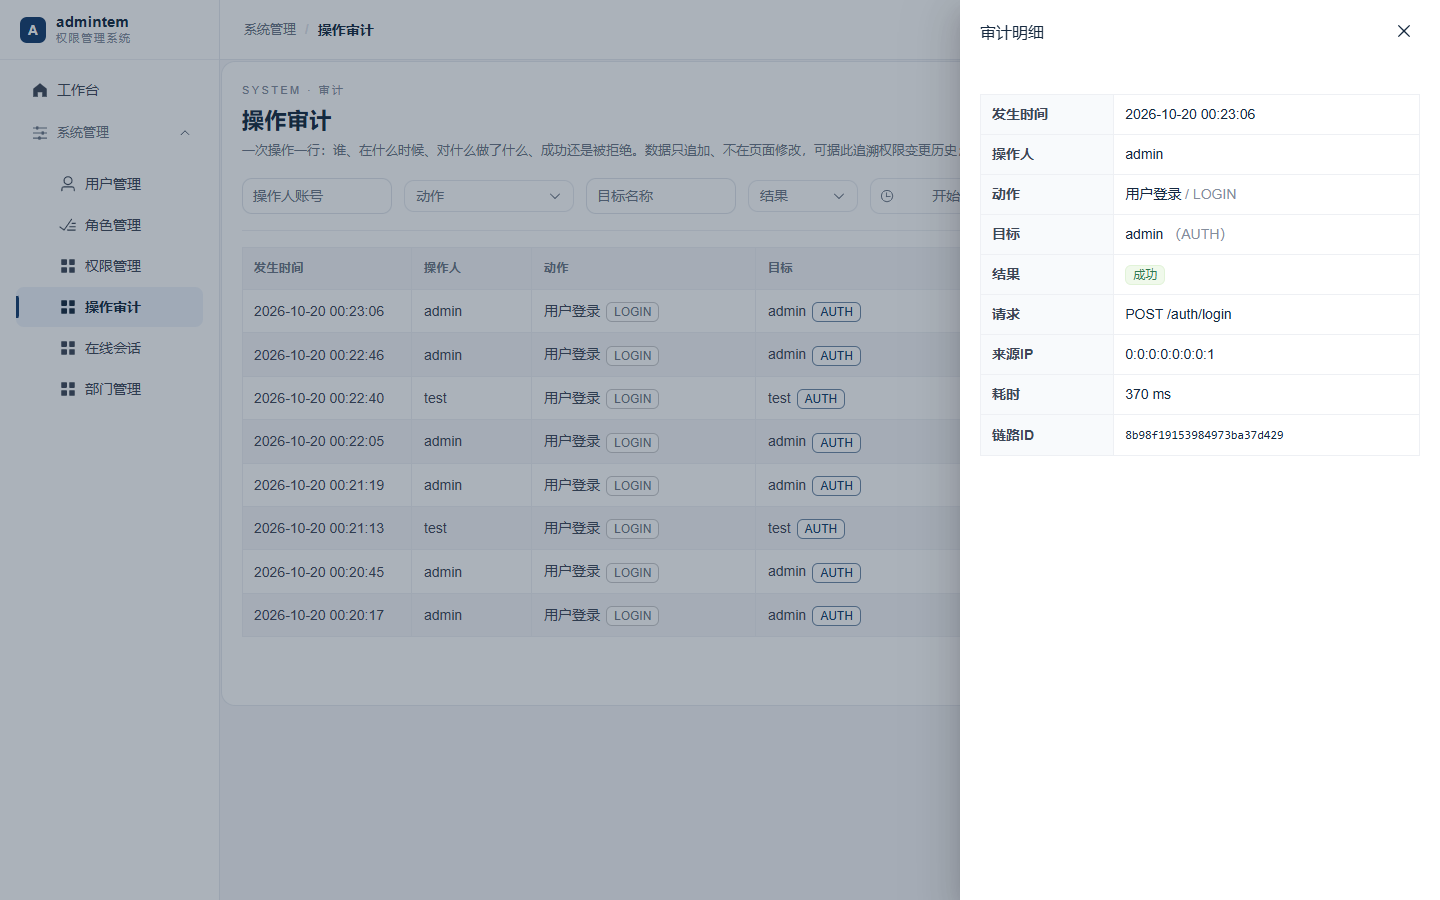 A
admintem
权限管理系统
工作台
系统管理
用户管理
角色管理
权限管理
操作审计
在线会话
部门管理
系统管理 / 操作审计
SYSTEM · 审计
操作审计
一次操作一行：谁、在什么时候、对什么做了什么、成功还是被拒绝。数据只追加、不在页面修改，可据此追溯权限变更历史
操作人账号 动作 目标名称 结果 开始
发生时间 操作人 动作 目标
2026-10-20 00:23:06 admin 用户登录 LOGIN admin AUTH
2026-10-20 00:22:46 admin 用户登录 LOGIN admin AUTH
2026-10-20 00:22:40 test 用户登录 LOGIN test AUTH
2026-10-20 00:22:05 admin 用户登录 LOGIN admin AUTH
2026-10-20 00:21:19 admin 用户登录 LOGIN admin AUTH
2026-10-20 00:21:13 test 用户登录 LOGIN test AUTH
2026-10-20 00:20:45 admin 用户登录 LOGIN admin AUTH
2026-10-20 00:20:17 admin 用户登录 LOGIN admin AUTH
审计明细
发生时间 2026-10-20 00:23:06
操作人 admin
动作 用户登录 / LOGIN
目标 admin （AUTH）
结果 成功
请求 POST /auth/login
来源IP 0:0:0:0:0:0:0:1
耗时 370 ms
链路ID 8b98f19153984973ba37d429